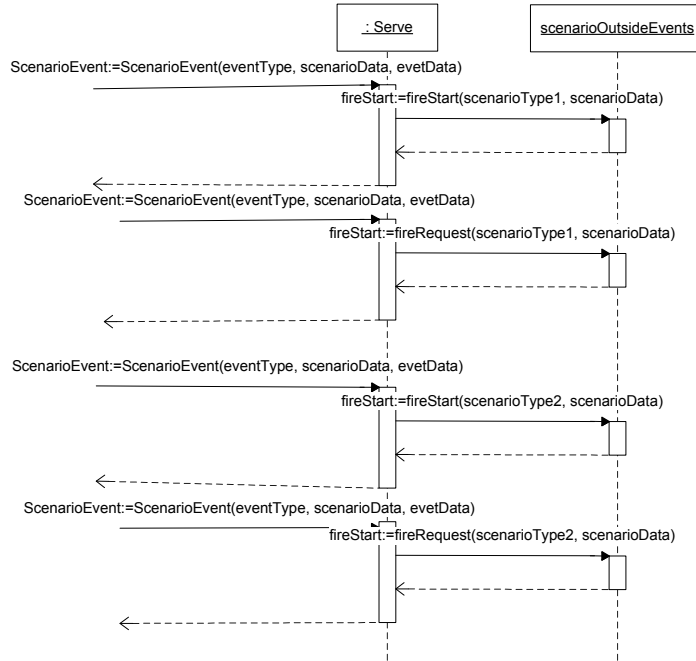 : Serve
scenarioOutsideEvents
ScenarioEvent:=ScenarioEvent(eventType, scenarioData, evetData)
fireStart:=fireStart(scenarioType1, scenarioData)
ScenarioEvent:=ScenarioEvent(eventType, scenarioData, evetData)
fireStart:=fireRequest(scenarioType1, scenarioData)
ScenarioEvent:=ScenarioEvent(eventType, scenarioData, evetData)
fireStart:=fireStart(scenarioType2, scenarioData)
ScenarioEvent:=ScenarioEvent(eventType, scenarioData, evetData)
fireStart:=fireRequest(scenarioType2, scenarioData)